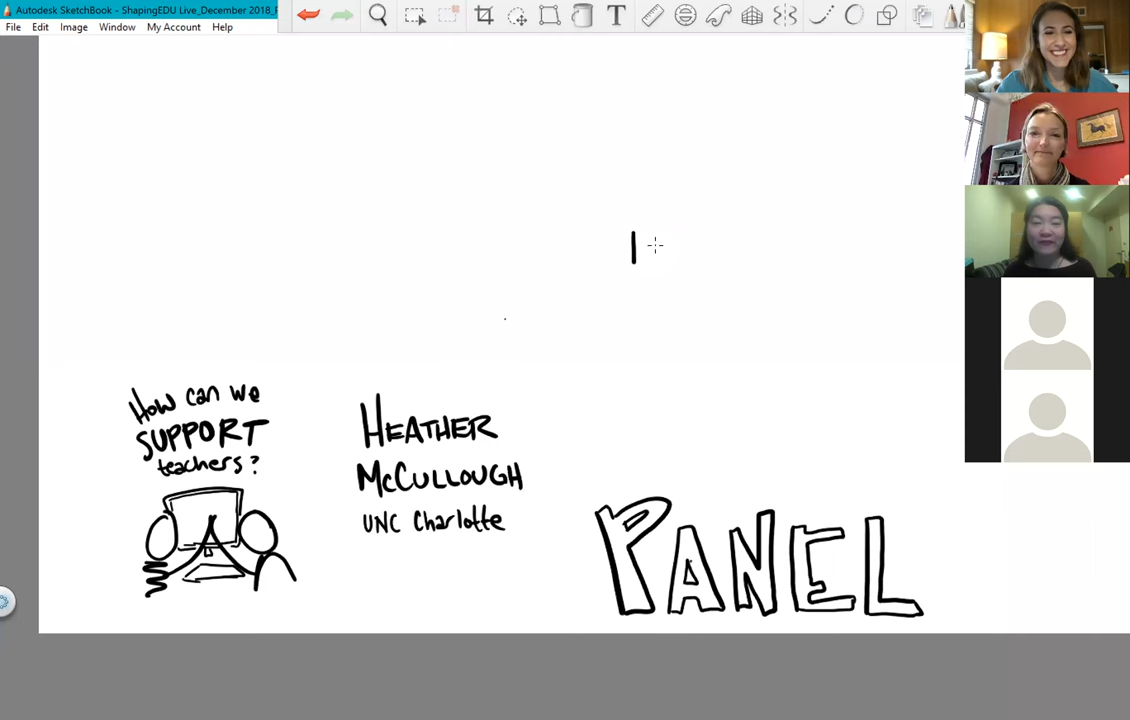 Autodesk SketchBook - ShapingEDU Live_December 2018_
File Edit Image Window My Account Help
How can we
SUPPORT
teachers?
HEATHER
McCULLOUGH
UNC Charlotte
PANEL